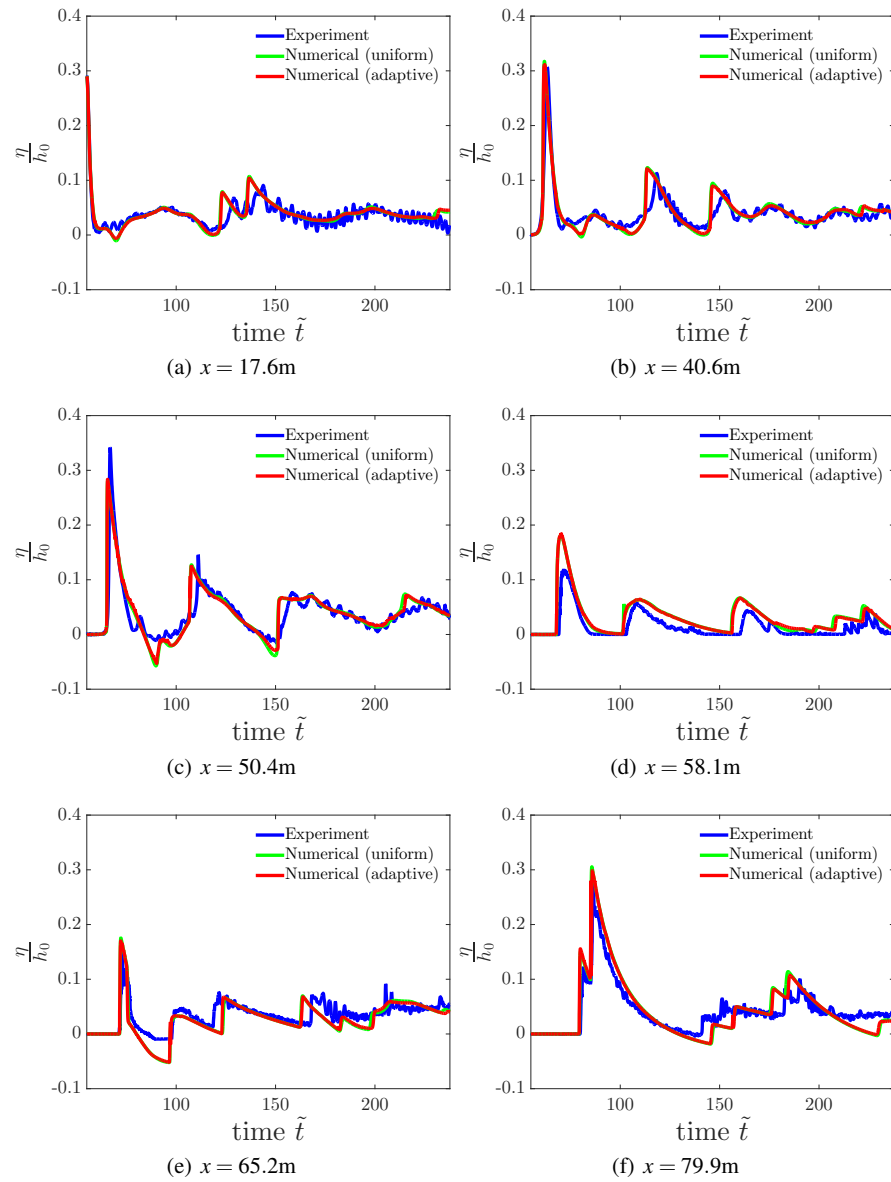 0.4
0.3
0.2
0.1
0
-0.1
η/h₀
Experiment
Numerical (uniform)
Numerical (adaptive)
100 150 200
time t̃
(a) x = 17.6m
0.4
0.3
0.2
0.1
0
-0.1
η/h₀
Experiment
Numerical (uniform)
Numerical (adaptive)
100 150 200
time t̃
(b) x = 40.6m
0.4
0.3
0.2
0.1
0
-0.1
η/h₀
Experiment
Numerical (uniform)
Numerical (adaptive)
100 150 200
time t̃
(c) x = 50.4m
0.4
0.3
0.2
0.1
0
-0.1
η/h₀
Experiment
Numerical (uniform)
Numerical (adaptive)
100 150 200
time t̃
(d) x = 58.1m
0.4
0.3
0.2
0.1
0
-0.1
η/h₀
Experiment
Numerical (uniform)
Numerical (adaptive)
100 150 200
time t̃
(e) x = 65.2m
0.4
0.3
0.2
0.1
0
-0.1
η/h₀
Experiment
Numerical (uniform)
Numerical (adaptive)
100 150 200
time t̃
(f) x = 79.9m